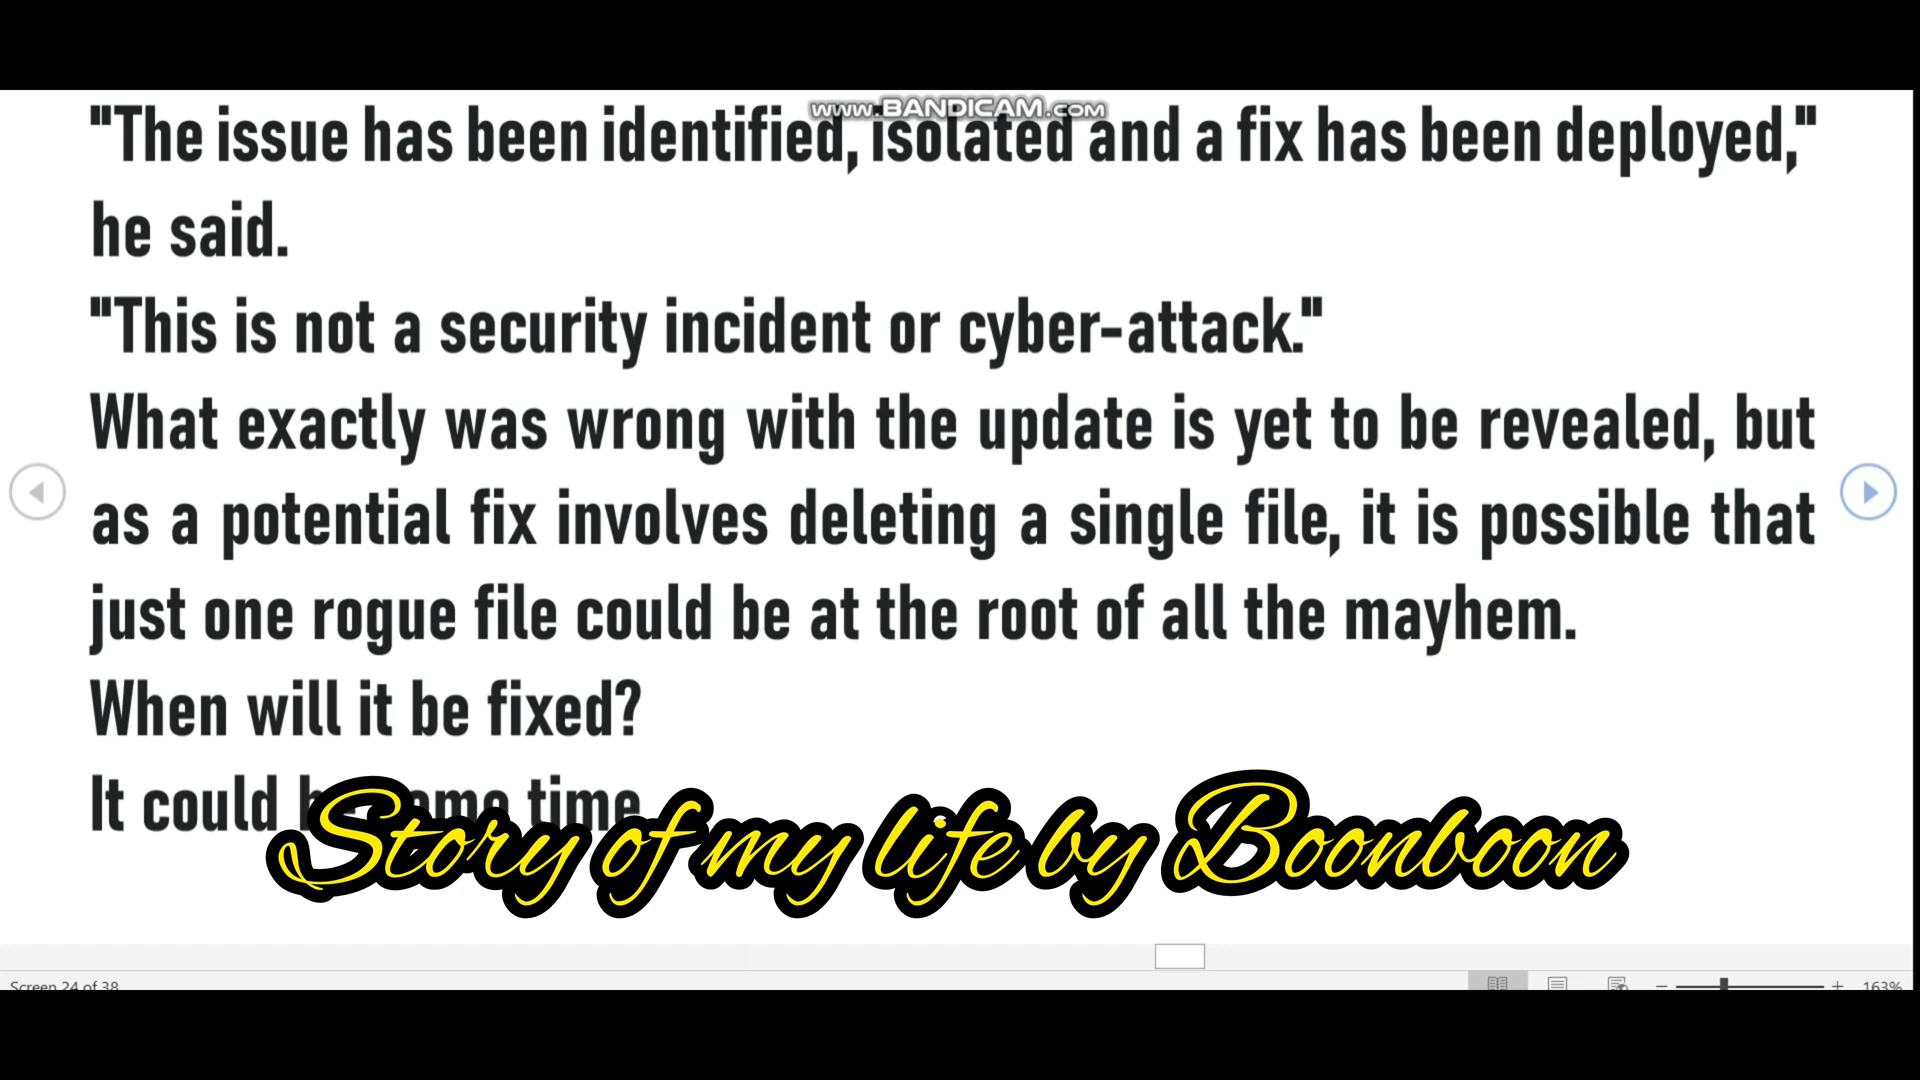 www.BANDICAM.com
"The issue has been identified, isolated and a fix has been deployed,"
he said.
"This is not a security incident or cyber-attack."
What exactly was wrong with the update is yet to be revealed, but
as a potential fix involves deleting a single file, it is possible that
just one rogue file could be at the root of all the mayhem.
When will it be fixed?
It could be some time
Story of my life by Boonboon
Screen 24 of 38
163%